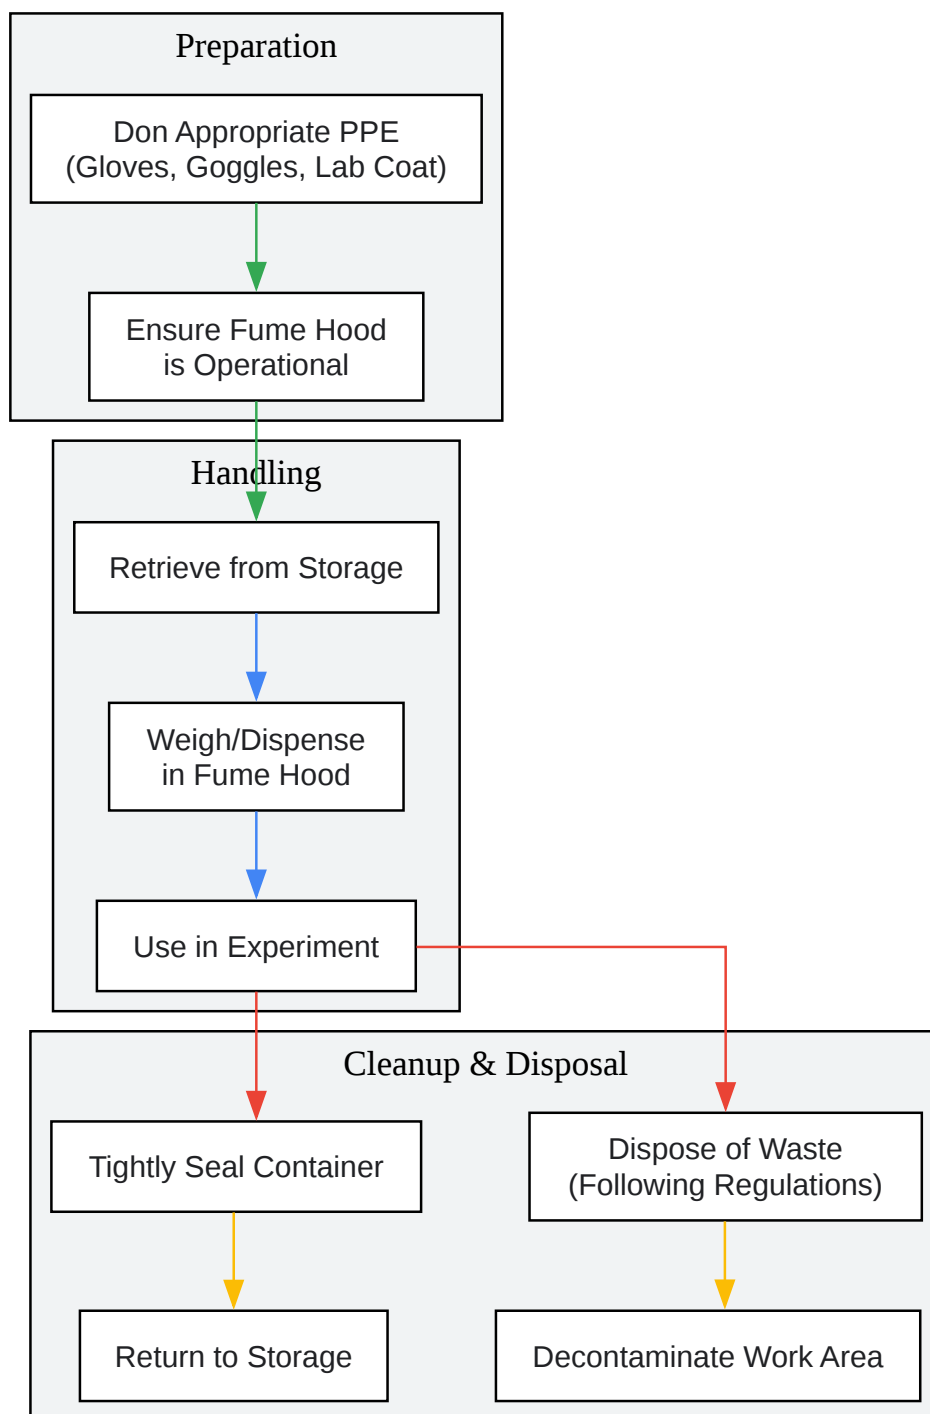 Preparation
Don Appropriate PPE
(Gloves, Goggles, Lab Coat)
Ensure Fume Hood
is Operational
Handling
Retrieve from Storage
Weigh/Dispense
in Fume Hood
Use in Experiment
Cleanup & Disposal
Tightly Seal Container
Dispose of Waste
(Following Regulations)
Return to Storage
Decontaminate Work Area